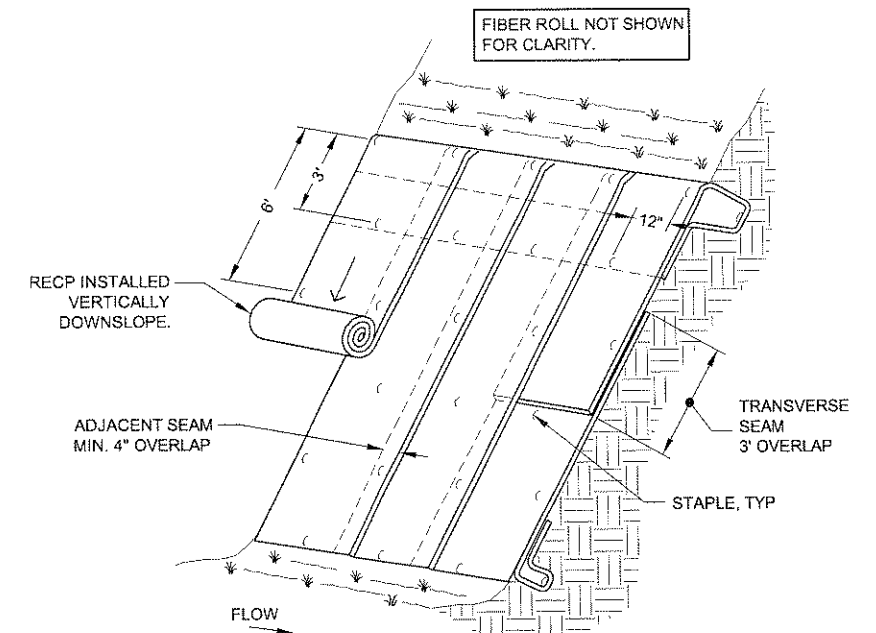 FIBER ROLL NOT SHOWN
FOR CLARITY.
3'
6'
12"
RECP INSTALLED
VERTICALLY
DOWNSLOPE.
ADJACENT SEAM
MIN. 4" OVERLAP
TRANSVERSE
SEAM
3' OVERLAP
STAPLE, TYP
FLOW